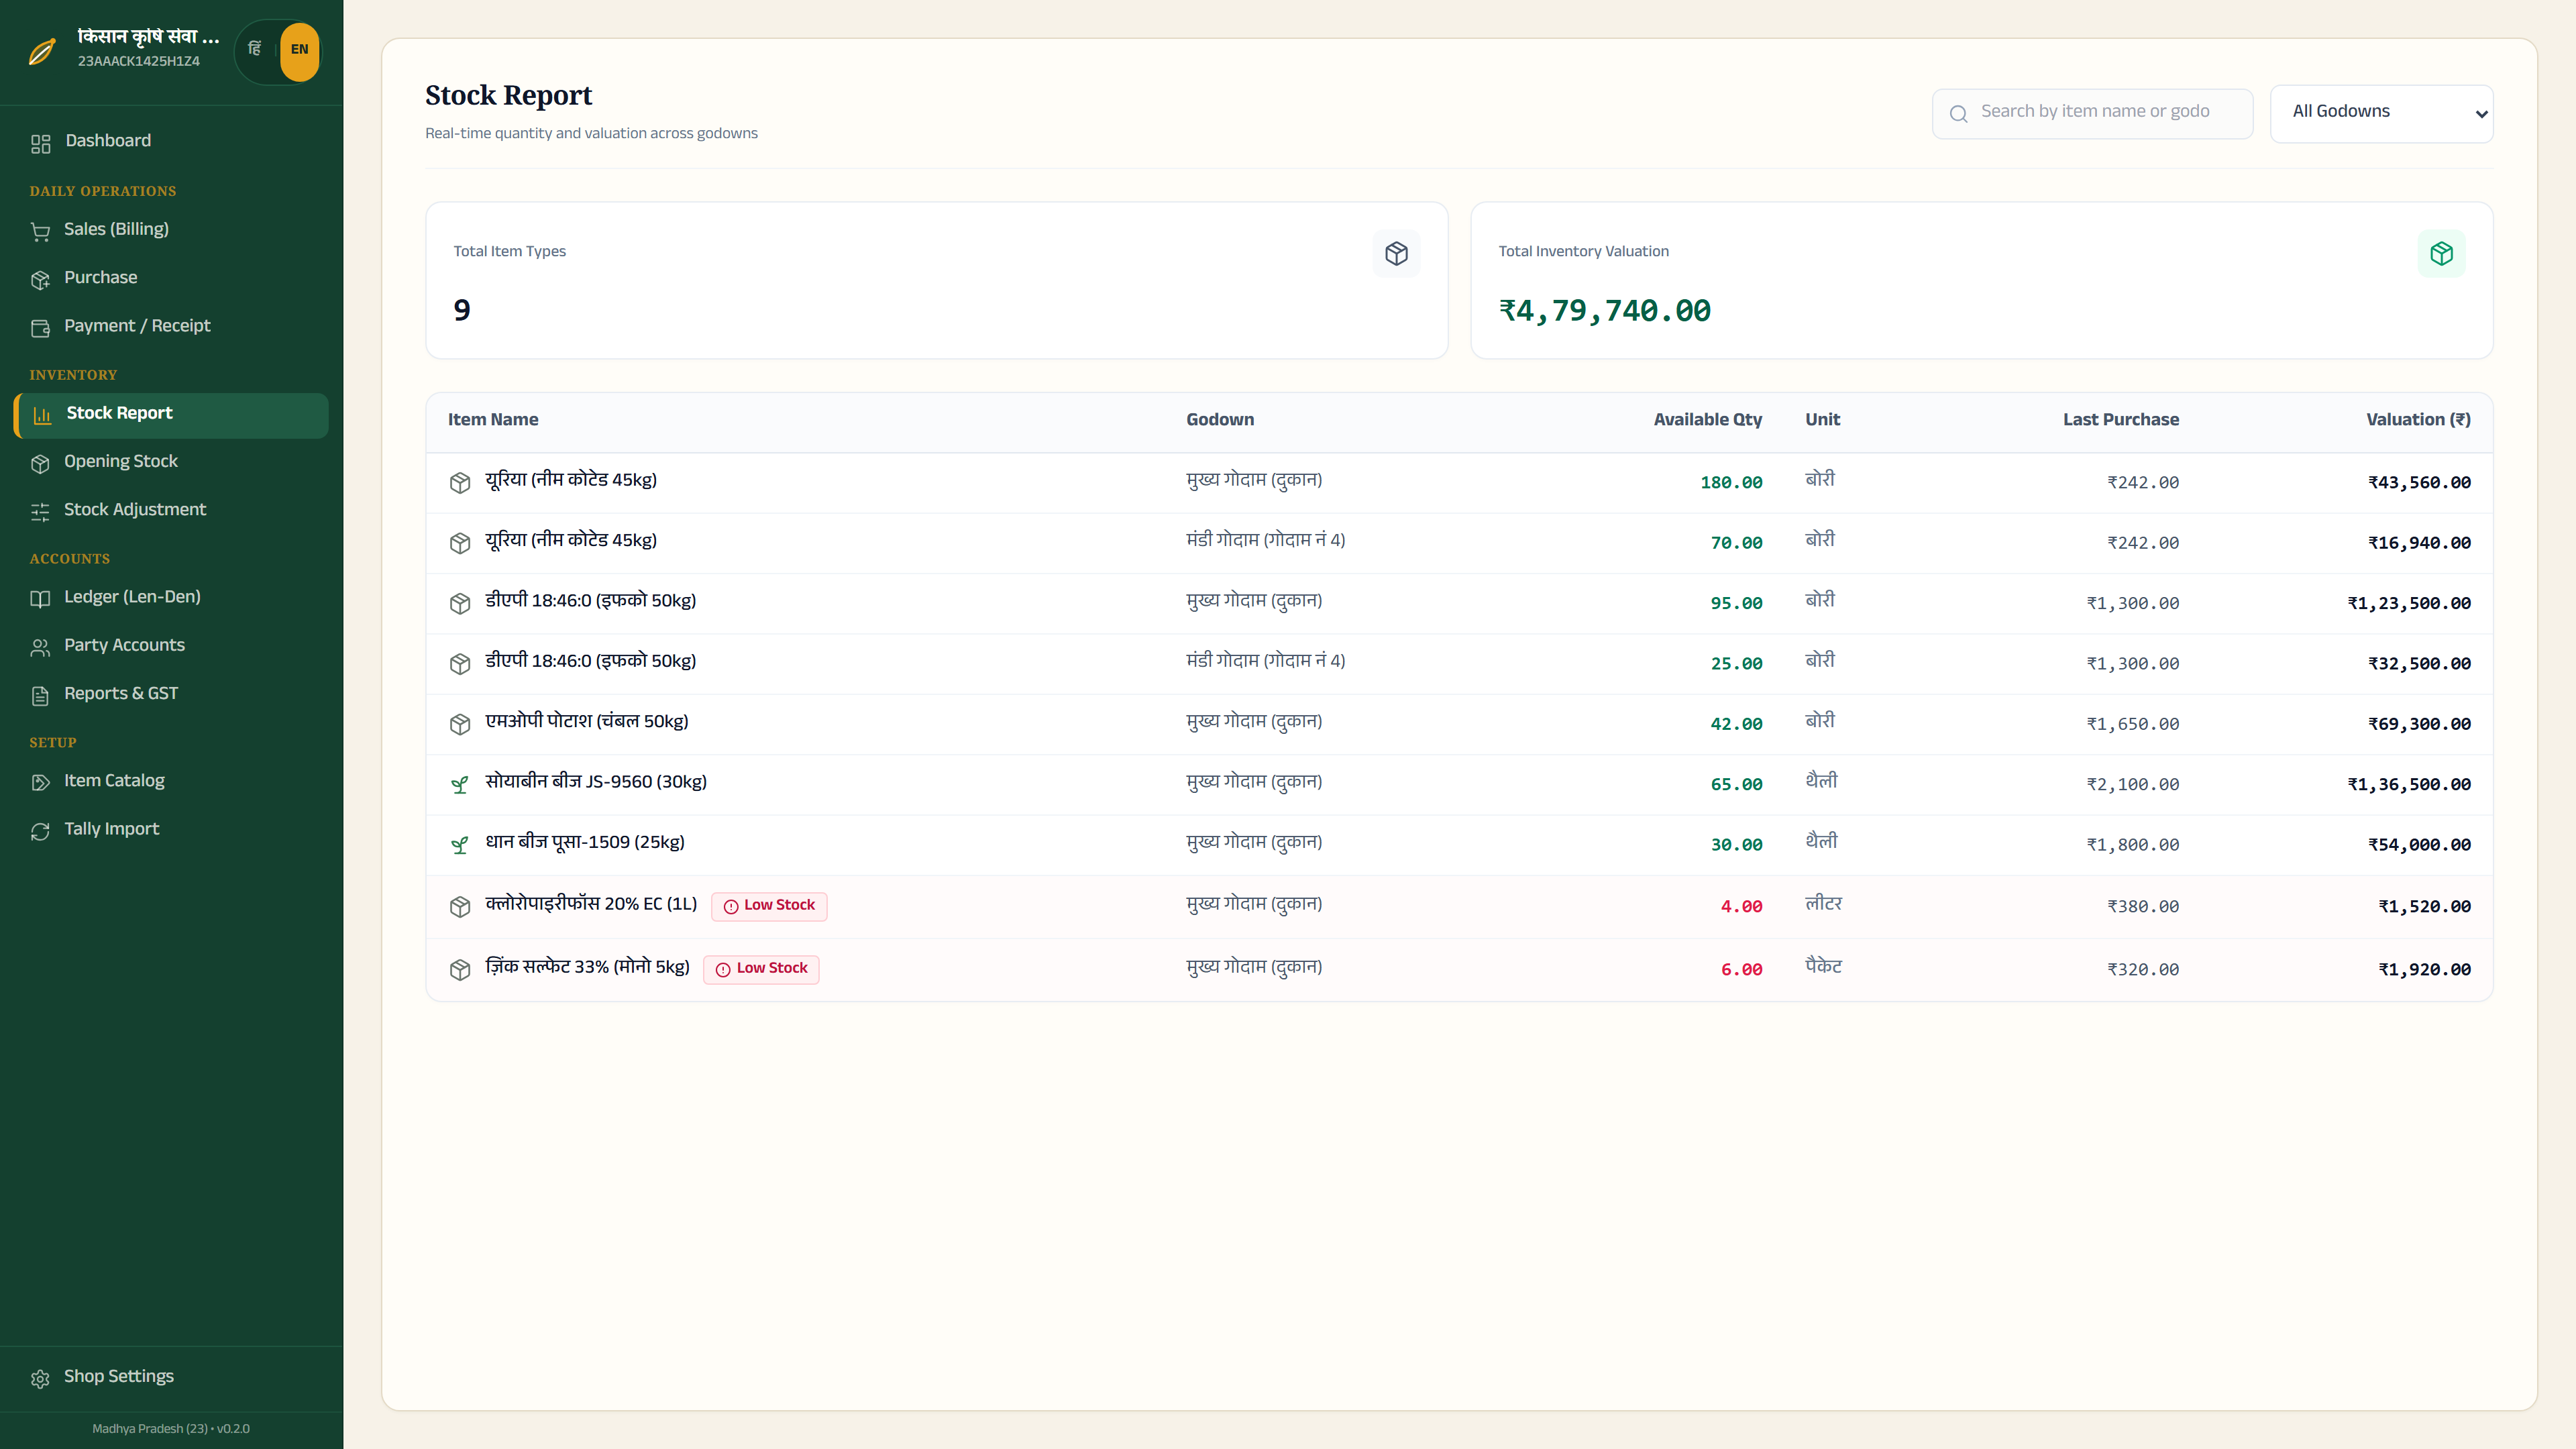 किसान कृषि सेवा ...
23AAACK1425H1Z4
हिं
EN
Dashboard
DAILY OPERATIONS
Sales (Billing)
Purchase
Payment / Receipt
INVENTORY
Stock Report
Opening Stock
Stock Adjustment
ACCOUNTS
Ledger (Len-Den)
Party Accounts
Reports & GST
SETUP
Item Catalog
Tally Import
Shop Settings
Madhya Pradesh (23) • v0.2.0
Stock Report
Real-time quantity and valuation across godowns
Search by item name or godo
All Godowns
Total Item Types
9
Total Inventory Valuation
₹4,79,740.00
Item Name Godown Available Qty Unit Last Purchase Valuation (₹)
यूरिया (नीम कोटेड 45kg) मुख्य गोदाम (दुकान) 180.00 बोरी ₹242.00 ₹43,560.00
यूरिया (नीम कोटेड 45kg) मंडी गोदाम (गोदाम नं 4) 70.00 बोरी ₹242.00 ₹16,940.00
डीएपी 18:46:0 (इफको 50kg) मुख्य गोदाम (दुकान) 95.00 बोरी ₹1,300.00 ₹1,23,500.00
डीएपी 18:46:0 (इफको 50kg) मंडी गोदाम (गोदाम नं 4) 25.00 बोरी ₹1,300.00 ₹32,500.00
एमओपी पोटाश (चंबल 50kg) मुख्य गोदाम (दुकान) 42.00 बोरी ₹1,650.00 ₹69,300.00
सोयाबीन बीज JS-9560 (30kg) मुख्य गोदाम (दुकान) 65.00 थैली ₹2,100.00 ₹1,36,500.00
धान बीज पूसा-1509 (25kg) मुख्य गोदाम (दुकान) 30.00 थैली ₹1,800.00 ₹54,000.00
क्लोरोपाइरीफॉस 20% EC (1L) Low Stock मुख्य गोदाम (दुकान) 4.00 लीटर ₹380.00 ₹1,520.00
ज़िंक सल्फेट 33% (मोनो 5kg) Low Stock मुख्य गोदाम (दुकान) 6.00 पैकेट ₹320.00 ₹1,920.00